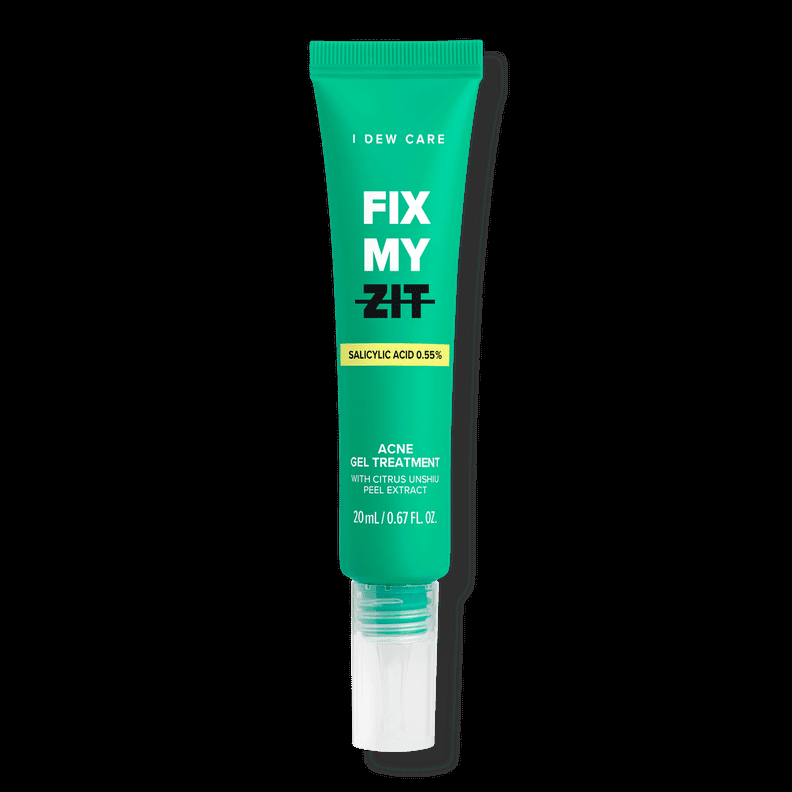 I DEW CARE
FIX
MY
ZIT
SALICYLIC ACID 0.55%
ACNE
GEL TREATMENT
WITH CITRUS UNSHIU
PEEL EXTRACT
20 mL / 0.67 FL. OZ.